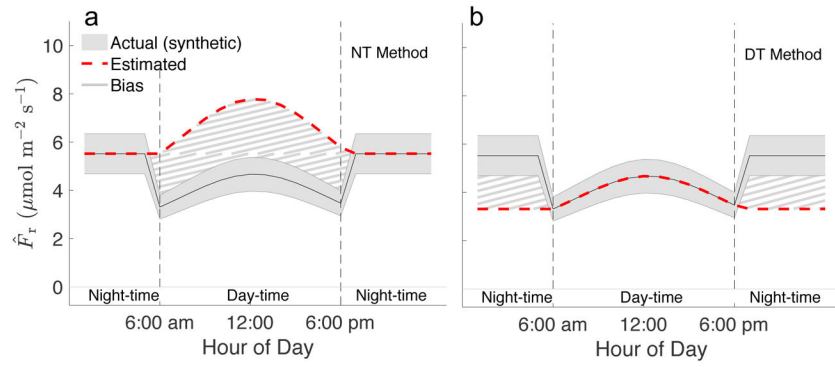 a
b
10
8
6
4
2
0
F̂r (μmol m−2 s−1)
Actual (synthetic)
Estimated
Bias
NT Method
DT Method
Night-time
Day-time
Night-time
Night-time
Day-time
Night-time
6:00 am
12:00
6:00 pm
6:00 am
12:00
6:00 pm
Hour of Day
Hour of Day